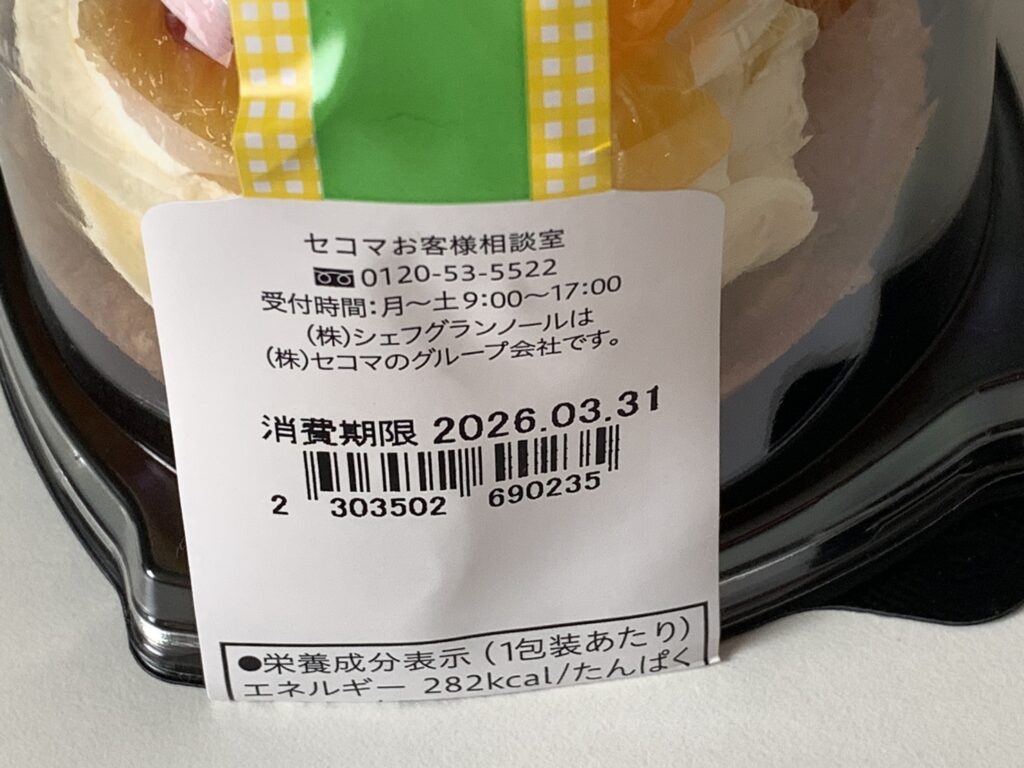 セコマお客様相談室
0120-53-5522
受付時間：月～土9:00～17:00
(株)シェフグランノールは
(株)セコマのグループ会社です。
消費期限 2026.03.31
2 303502 690235
●栄養成分表示（1包装あたり）
エネルギー 282kcal/たんぱく